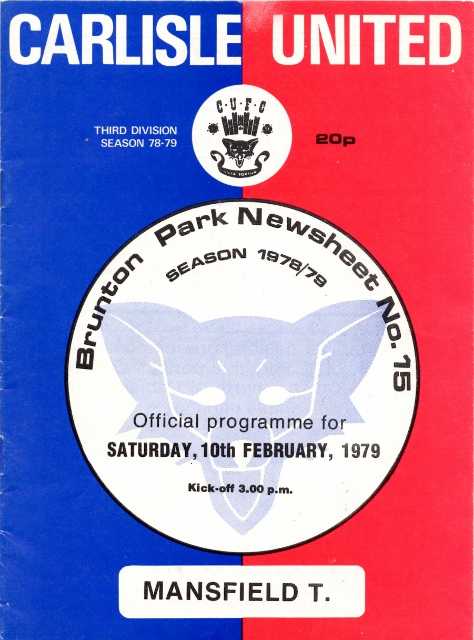 CARLISLE UNITED
THIRD DIVISION
SEASON 78-79
C·U·F·C
20p
Brunton Park Newsheet No. 15
SEASON 1978/79
Official programme for
SATURDAY, 10th FEBRUARY, 1979
Kick-off 3.00 p.m.
MANSFIELD T.